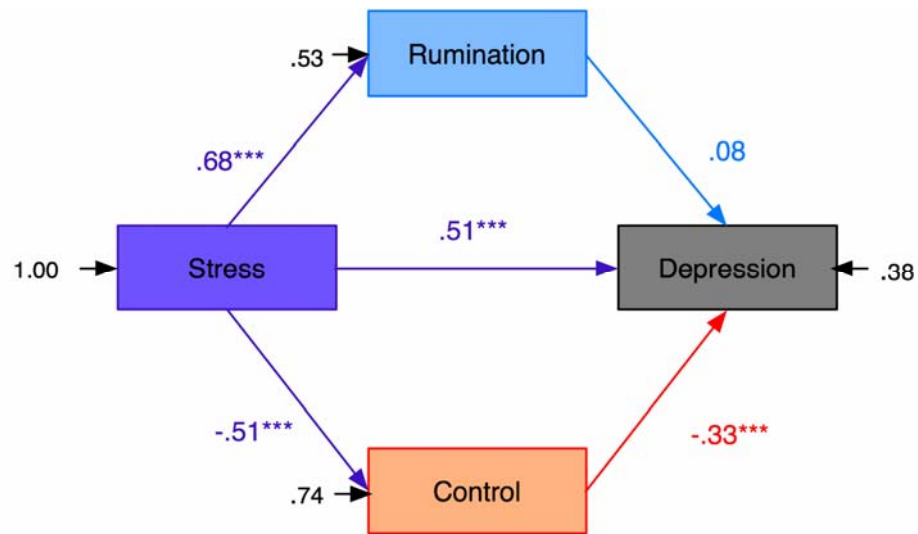 .53
Rumination
.68***
.08
.51***
1.00
Stress
Depression
.38
-.51***
-.33***
.74
Control